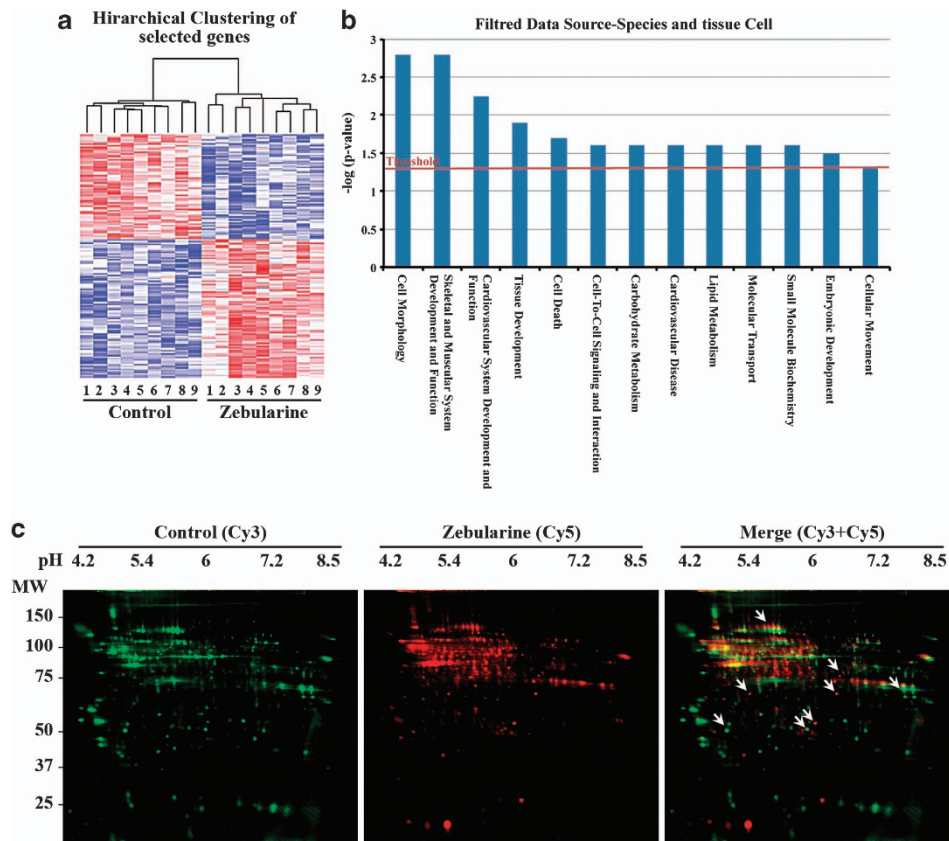 a
Hirarchical Clustering of
selected genes
1 2 3 4 5 6 7 8 9 1 2 3 4 5 6 7 8 9
Control
Zebularine
b
Filtred Data Source-Species and tissue Cell
-log (p-value)
3
2.5
2
1.5
1
0.5
0
Threshold
Cell Morphology
Skeletal and Muscular System
Development and Function
Cardiovascular System Development and
Function
Tissue Development
Cell Death
Cell-To-Cell Signaling and Interaction
Carbohydrate Metabolism
Cardiovascular Disease
Lipid Metabolism
Molecular Transport
Small Molecule Biochemistry
Embryonic Development
Cellular Movement
c
Control (Cy3)
Zebularine (Cy5)
Merge (Cy3+Cy5)
pH 4.2 5.4 6 7.2 8.5
4.2 5.4 6 7.2 8.5
4.2 5.4 6 7.2 8.5
MW
150
100
75
50
37
25